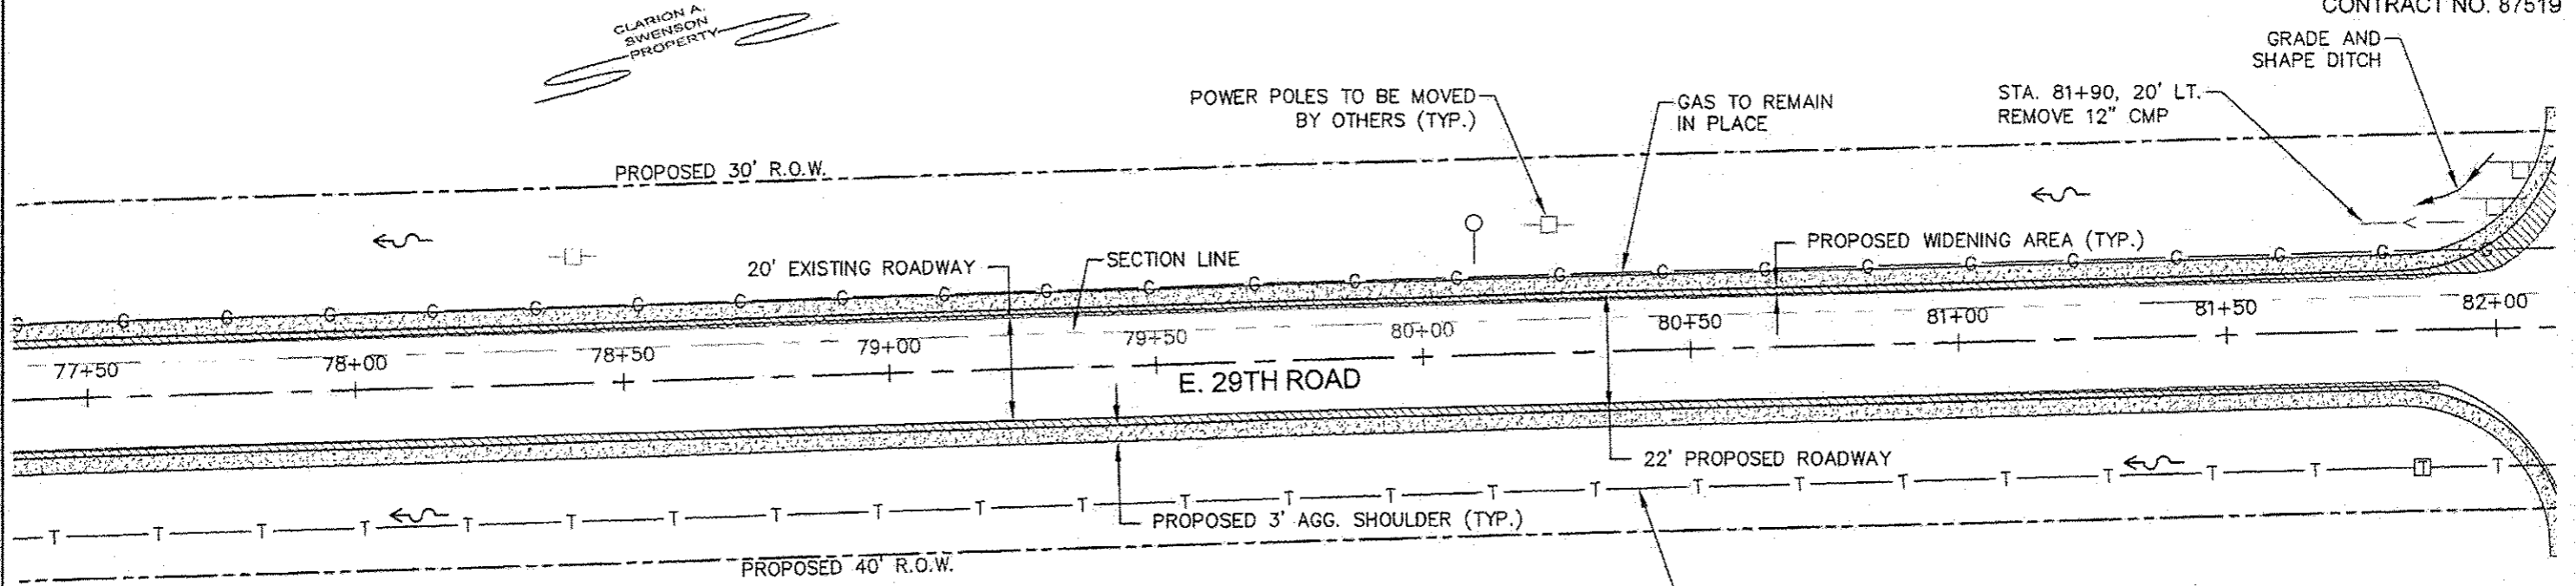 CONTRACT NO. 87519
CLARION A.
SWENSON
PROPERTY
GRADE AND
SHAPE DITCH
POWER POLES TO BE MOVED
BY OTHERS (TYP.)
GAS TO REMAIN
IN PLACE
STA. 81+90, 20' LT.
REMOVE 12" CMP
PROPOSED 30' R.O.W.
20' EXISTING ROADWAY
SECTION LINE
PROPOSED WIDENING AREA (TYP.)
G G G G G G G G G G G G G G G G G G G G G G G G G
77+50 78+00 78+50 79+00 79+50 80+00 80+50 81+00 81+50 82+00
E. 29TH ROAD
22' PROPOSED ROADWAY
T T T T T T T T T T T T T T T T T T T T T T T T T
PROPOSED 3' AGG. SHOULDER (TYP.)
PROPOSED 40' R.O.W.